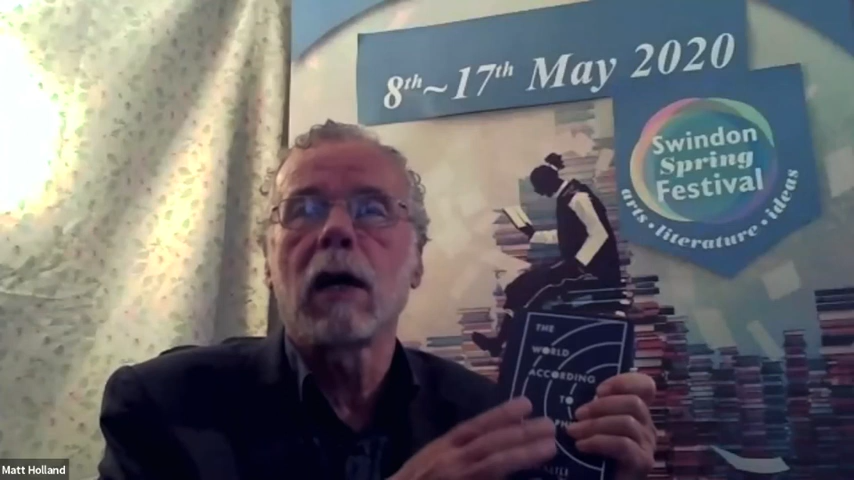 8th~17th May 2020
Swindon
Spring
Festival
arts • literature • ideas
THE
WORLD
ACCORDING
TO
Matt Holland